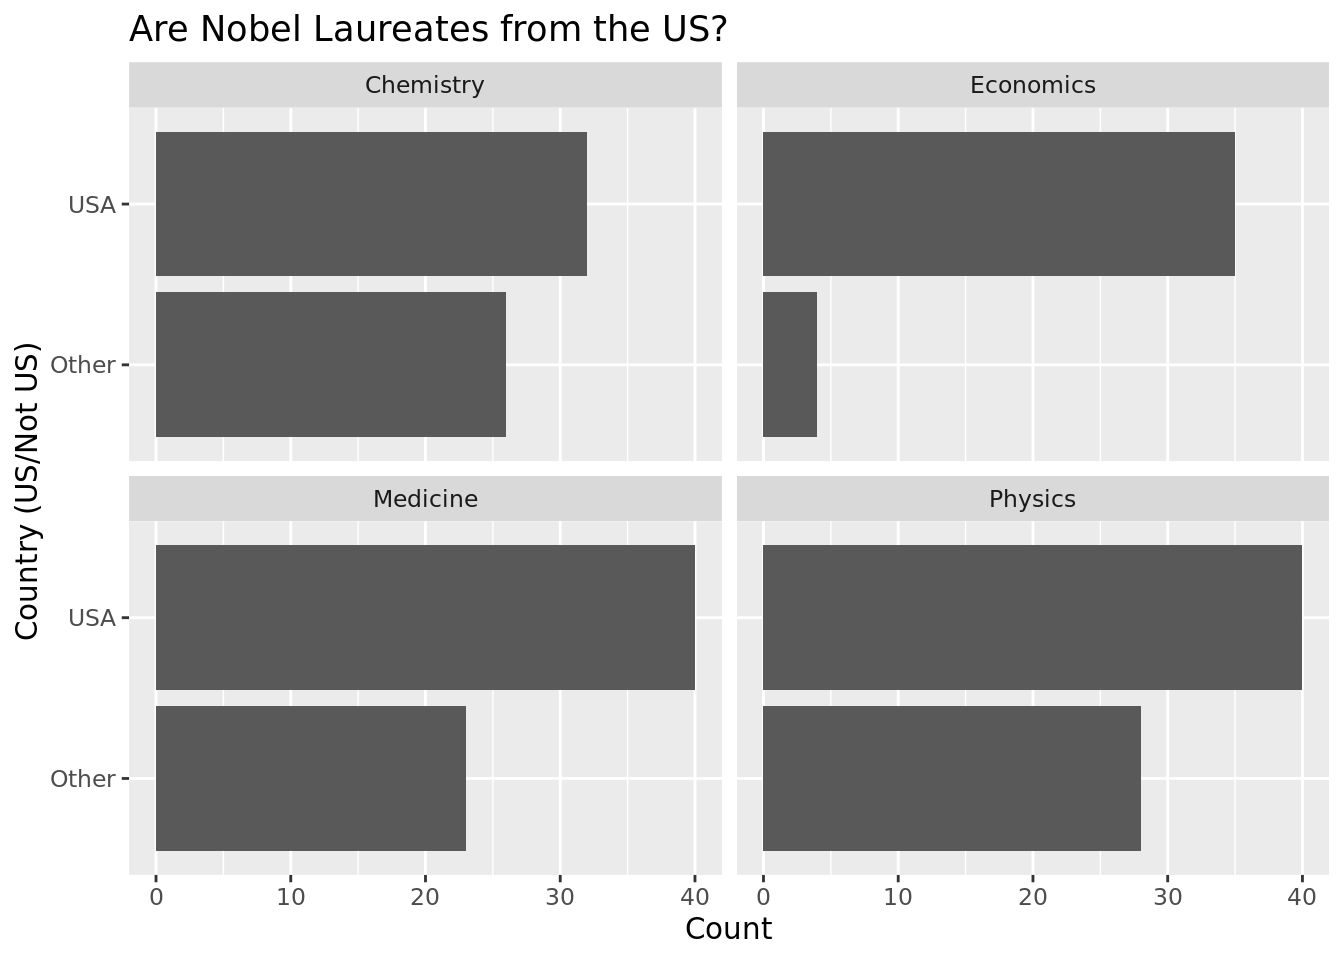 Are Nobel Laureates from the US?
Chemistry
Economics
USA
Other
Country (US/Not US)
Medicine
Physics
USA
Other
0 10 20 30 40
0 10 20 30 40
Count